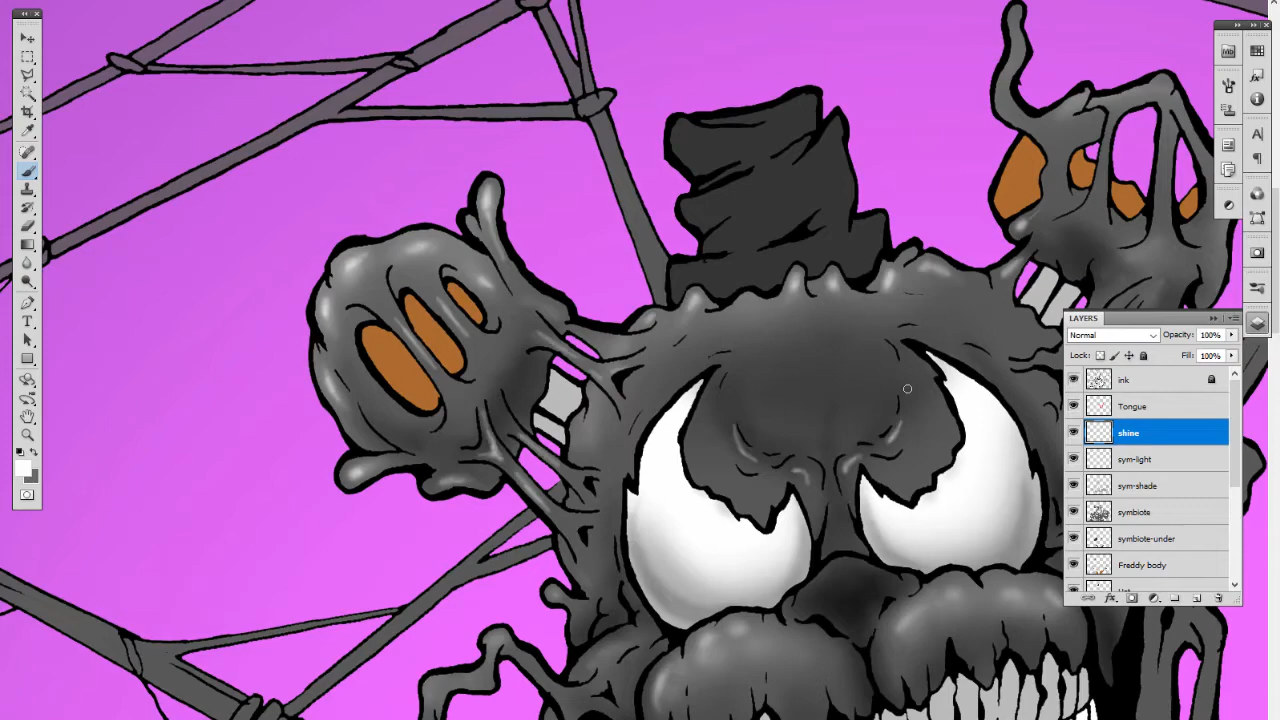 LAYERS
Normal Opacity: 100%
Lock: Fill: 100%
ink
Tongue
shine
sym-light
sym-shade
symbiote
symbiote-under
Freddy body